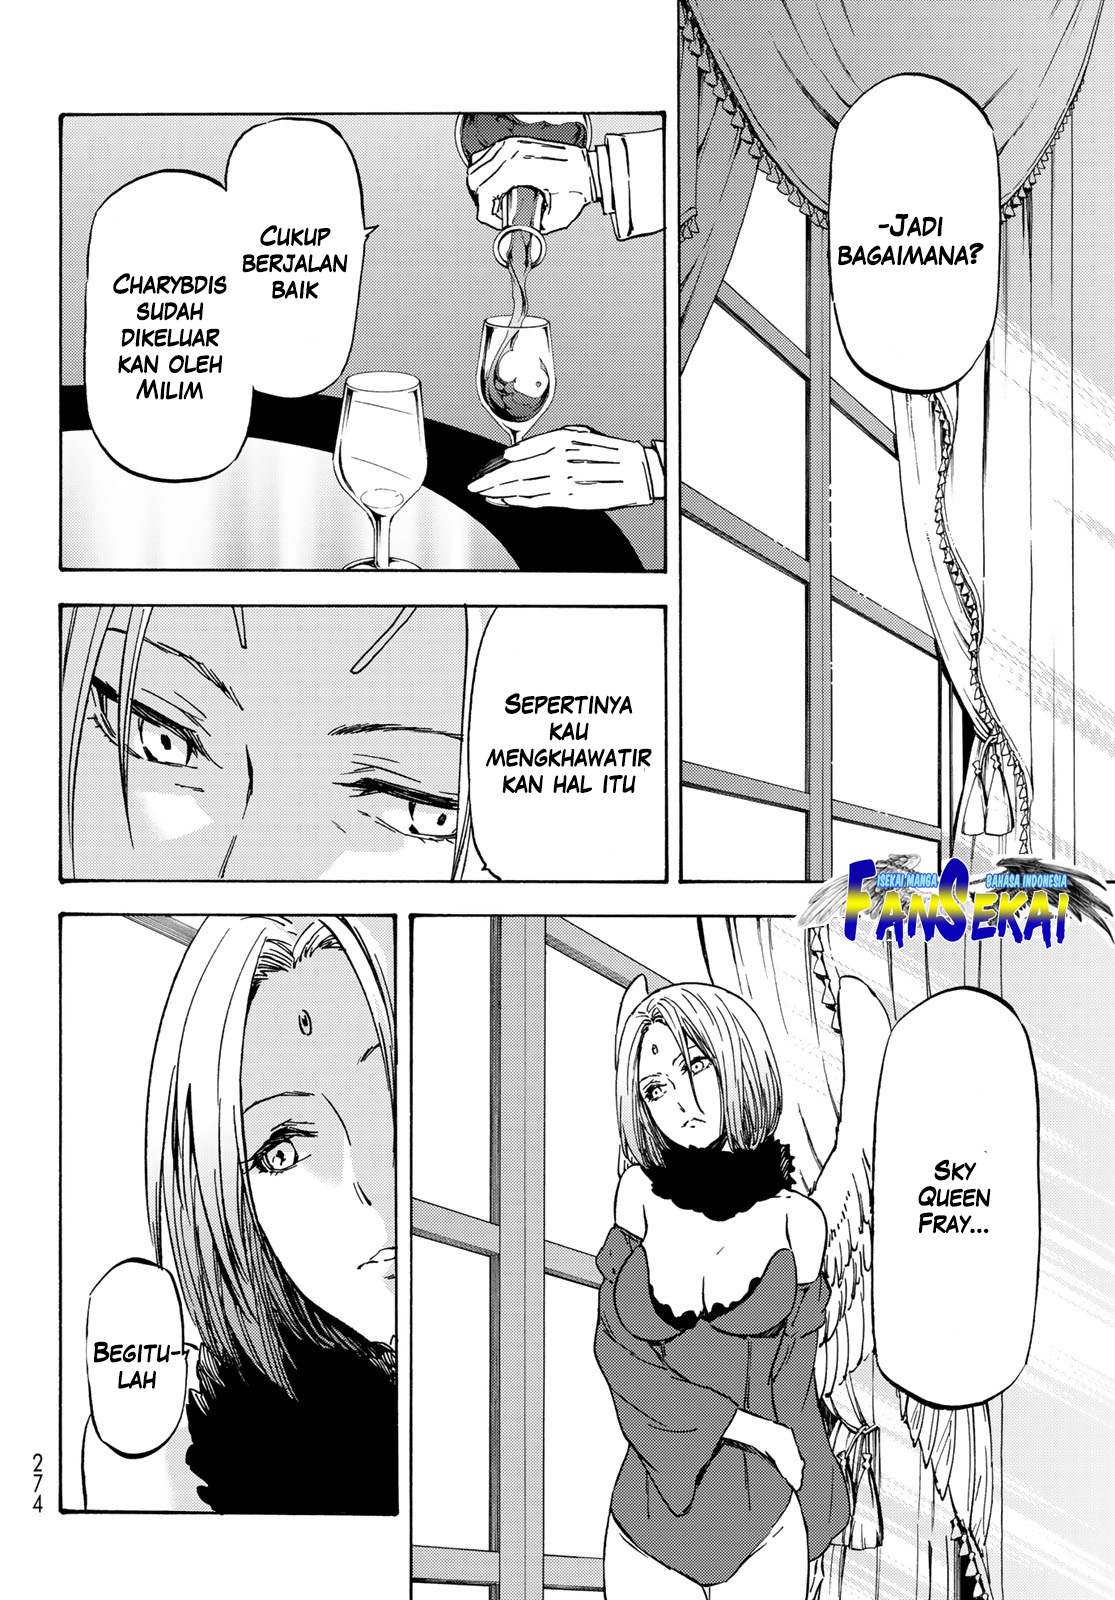 -JADI
BAGAIMANA?
CUKUP
BERJALAN
BAIK
CHARYBDIS
SUDAH
DIKELUAR
KAN OLEH
MILIM
SEPERTINYA
KAU
MENGKHAWATIR
KAN HAL ITU
ISEKAI MANGA
BAHASA INDONESIA
FANSEKAI
SKY
QUEEN
FRAY...
BEGITU-
LAH
274